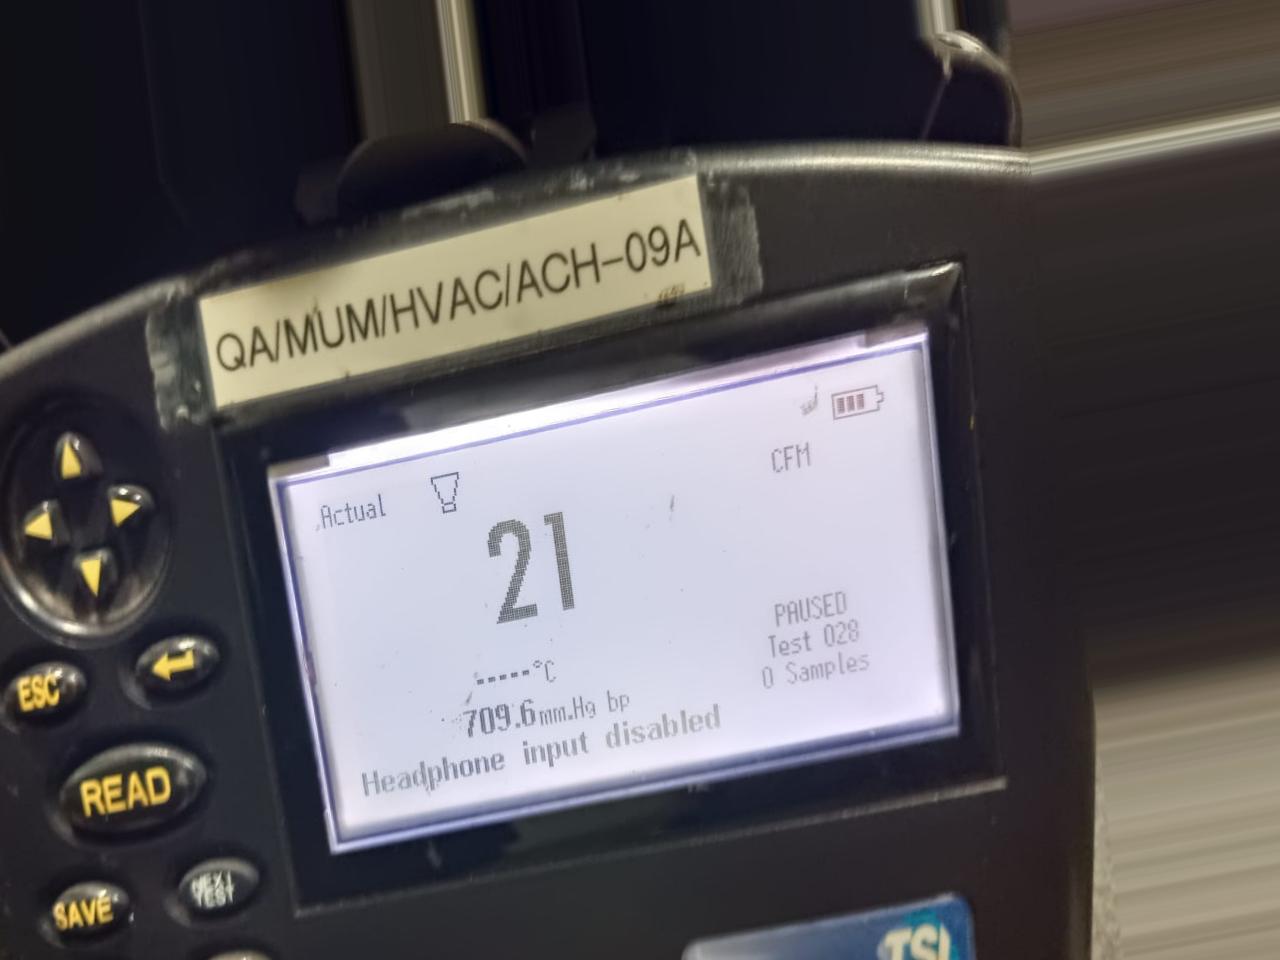 QA/MUM/HVAC/ACH-09A
Actual
CFM
21
-----°C
709.6 mm.Hg bp
Headphone input disabled
PAUSED
Test 028
0 Samples
ESC
READ
SAVE
NEXT
TEST
TSI